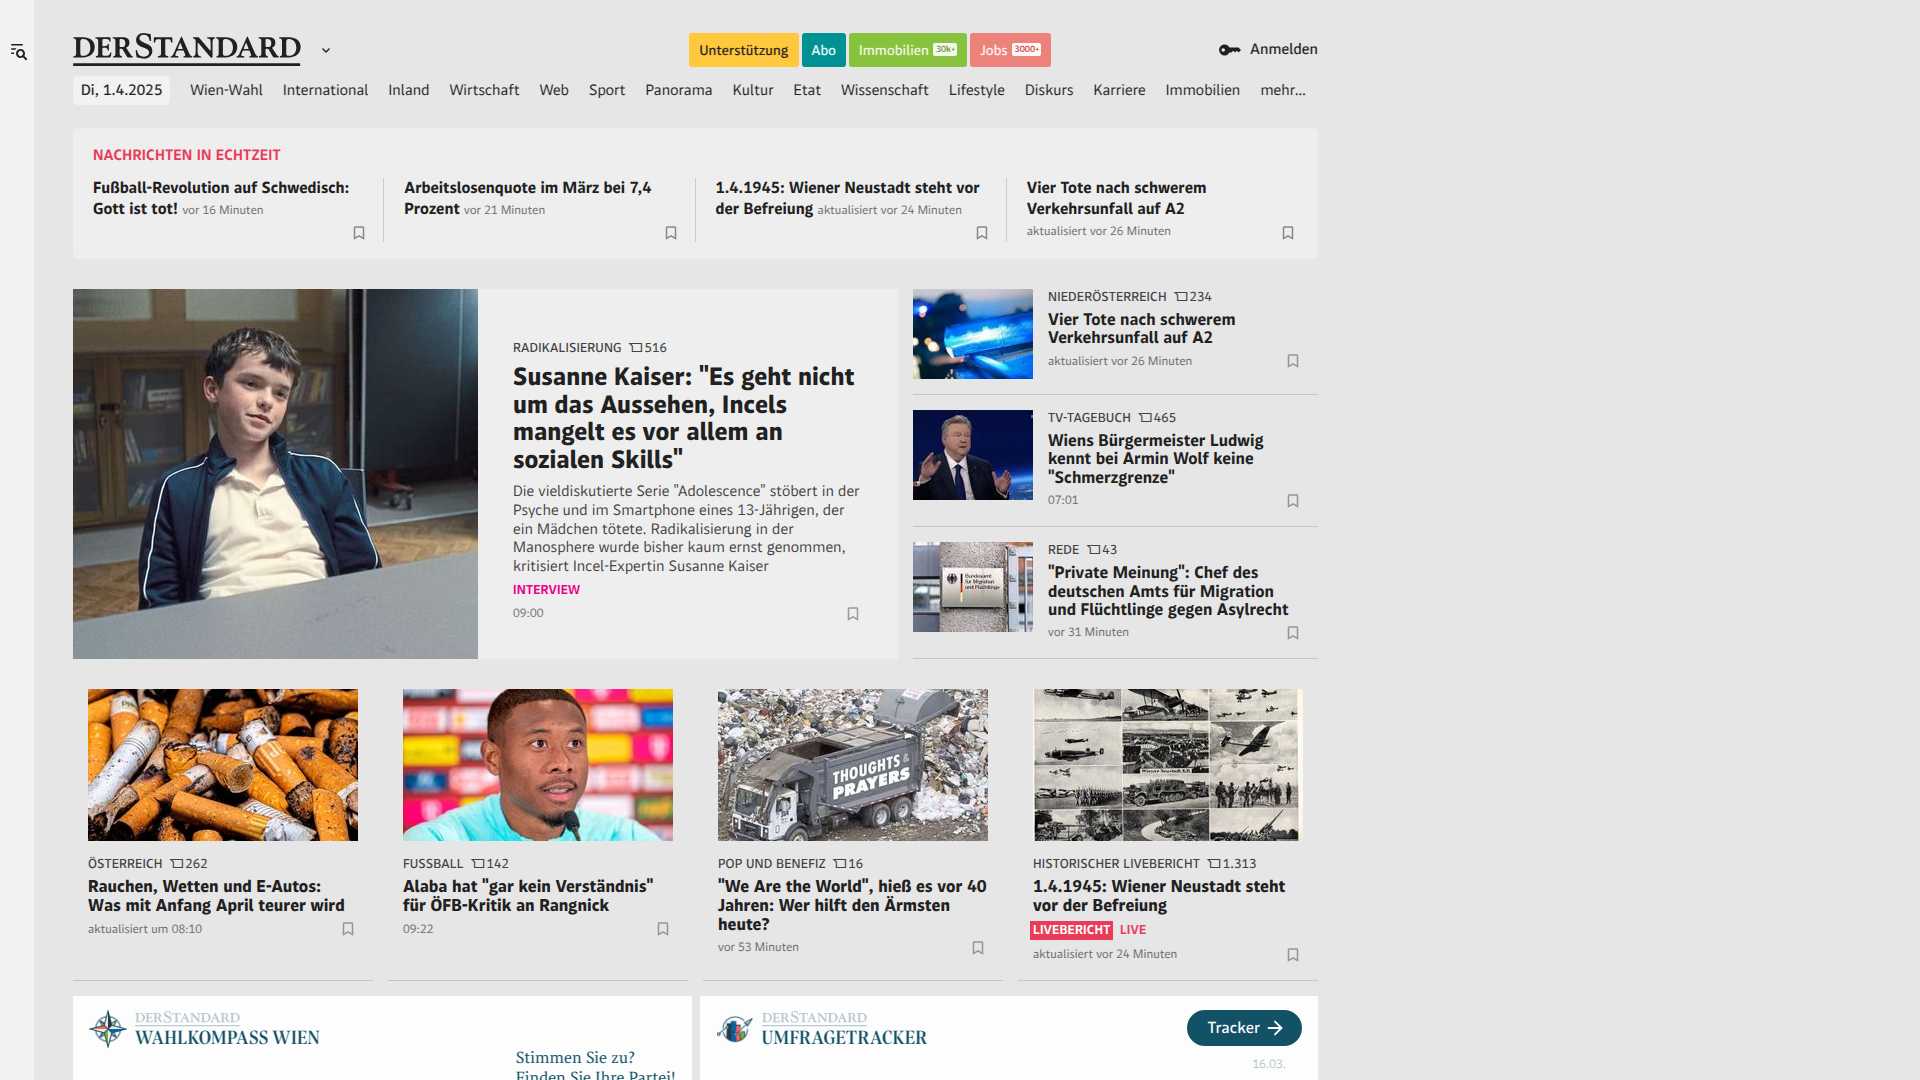 DERSTANDARD
Unterstützung
Abo
Immobilien 30k+
Jobs 3000+
Anmelden
Di, 1.4.2025
Wien-Wahl
International
Inland
Wirtschaft
Web
Sport
Panorama
Kultur
Etat
Wissenschaft
Lifestyle
Diskurs
Karriere
Immobilien
mehr...
NACHRICHTEN IN ECHTZEIT
Fußball-Revolution auf Schwedisch:
Gott ist tot! vor 16 Minuten
Arbeitslosenquote im März bei 7,4
Prozent vor 21 Minuten
1.4.1945: Wiener Neustadt steht vor
der Befreiung aktualisiert vor 24 Minuten
Vier Tote nach schwerem
Verkehrsunfall auf A2
aktualisiert vor 26 Minuten
RADIKALISIERUNG 516
Susanne Kaiser: "Es geht nicht
um das Aussehen, Incels
mangelt es vor allem an
sozialen Skills"
Die vieldiskutierte Serie "Adolescence" stöbert in der
Psyche und im Smartphone eines 13-Jährigen, der
ein Mädchen tötete. Radikalisierung in der
Manosphere wurde bisher kaum ernst genommen,
kritisiert Incel-Expertin Susanne Kaiser
INTERVIEW
09:00
NIEDERÖSTERREICH 234
Vier Tote nach schwerem
Verkehrsunfall auf A2
aktualisiert vor 26 Minuten
TV-TAGEBUCH 465
Wiens Bürgermeister Ludwig
kennt bei Armin Wolf keine
"Schmerzgrenze"
07:01
Bundesamt
für Migration
und Flüchtlinge
REDE 43
"Private Meinung": Chef des
deutschen Amts für Migration
und Flüchtlinge gegen Asylrecht
vor 31 Minuten
ÖSTERREICH 262
Rauchen, Wetten und E-Autos:
Was mit Anfang April teurer wird
aktualisiert um 08:10
FUSSBALL 142
Alaba hat "gar kein Verständnis"
für ÖFB-Kritik an Rangnick
09:22
THOUGHTS &
PRAYERS
POP UND BENEFIZ 16
"We Are the World", hieß es vor 40
Jahren: Wer hilft den Ärmsten
heute?
vor 53 Minuten
HISTORISCHER LIVEBERICHT 1.313
1.4.1945: Wiener Neustadt steht
vor der Befreiung
LIVEBERICHT LIVE
aktualisiert vor 24 Minuten
DERSTANDARD
WAHLKOMPASS WIEN
Stimmen Sie zu?
Finden Sie Ihre Partei!
DERSTANDARD
UMFRAGETRACKER
Tracker
16.03.